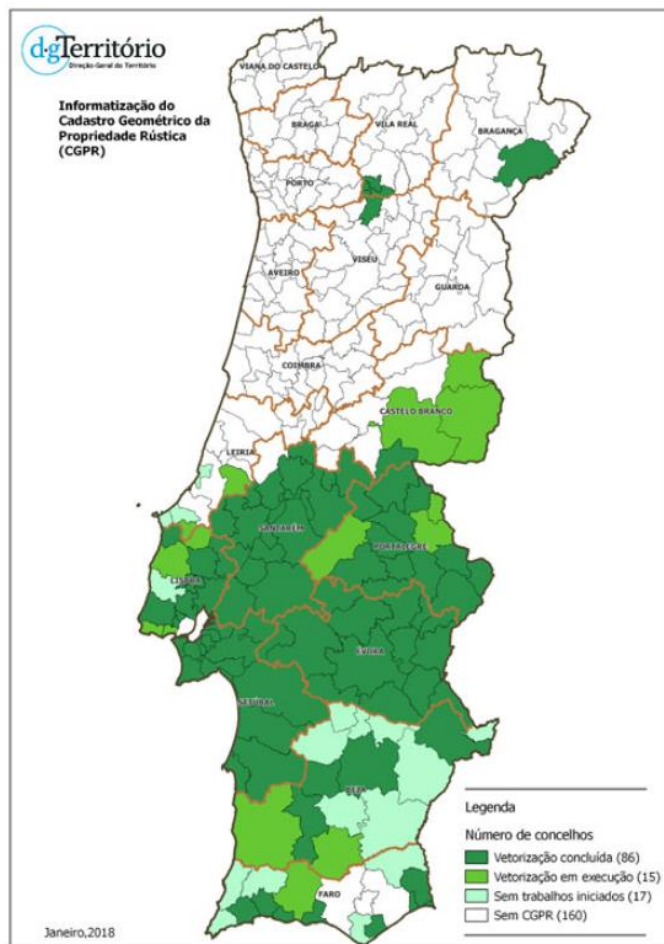 dgTerritório
Direção-Geral do Território
Informatização do
Cadastro Geométrico da
Propriedade Rústica
(CGPR)
VIANA DO CASTELO
BRAGA
VILA REAL
BRAGANÇA
PORTO
AVEIRO
VISEU
GUARDA
COIMBRA
CASTELO BRANCO
LEIRIA
SANTARÉM
PORTALEGRE
LISBOA
ÉVORA
SETÚBAL
BEJA
FARO
Legenda
Número de concelhos
Vetorização concluída (86)
Vetorização em execução (15)
Sem trabalhos iniciados (17)
Sem CGPR (160)
Janeiro,2018